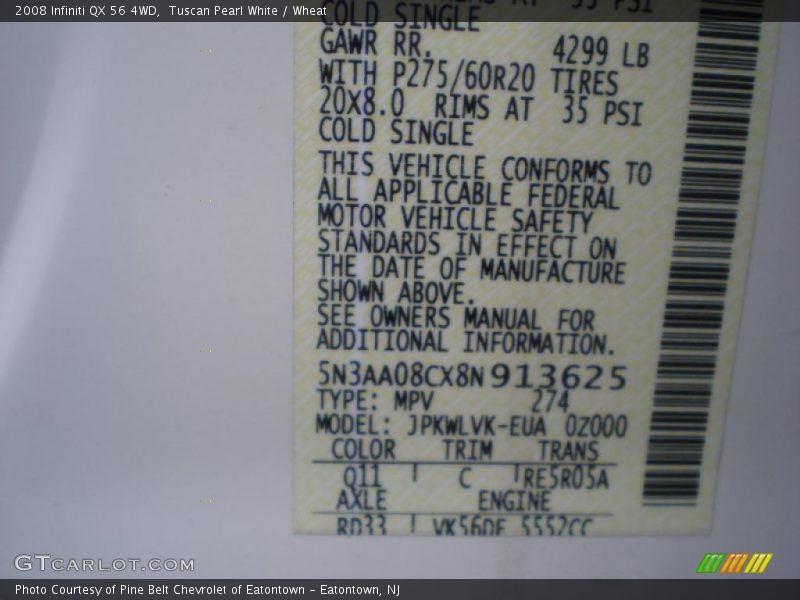 2008 Infiniti QX 56 4WD, Tuscan Pearl White / Wheat
COLD SINGLE
GAWR RR. 4299 LB
WITH P275/60R20 TIRES
20X8.0 RIMS AT 35 PSI
COLD SINGLE
THIS VEHICLE CONFORMS TO
ALL APPLICABLE FEDERAL
MOTOR VEHICLE SAFETY
STANDARDS IN EFFECT ON
THE DATE OF MANUFACTURE
SHOWN ABOVE.
SEE OWNERS MANUAL FOR
ADDITIONAL INFORMATION.
5N3AA08CX8N913625
TYPE: MPV 274
MODEL: JPKWLVK-EUA 0Z000
COLOR TRIM TRANS
Q11 C RE5R05A
AXLE ENGINE
RD33 VK56DE 5552CC
GTCARLOT.COM
Photo Courtesy of Pine Belt Chevrolet of Eatontown – Eatontown, NJ